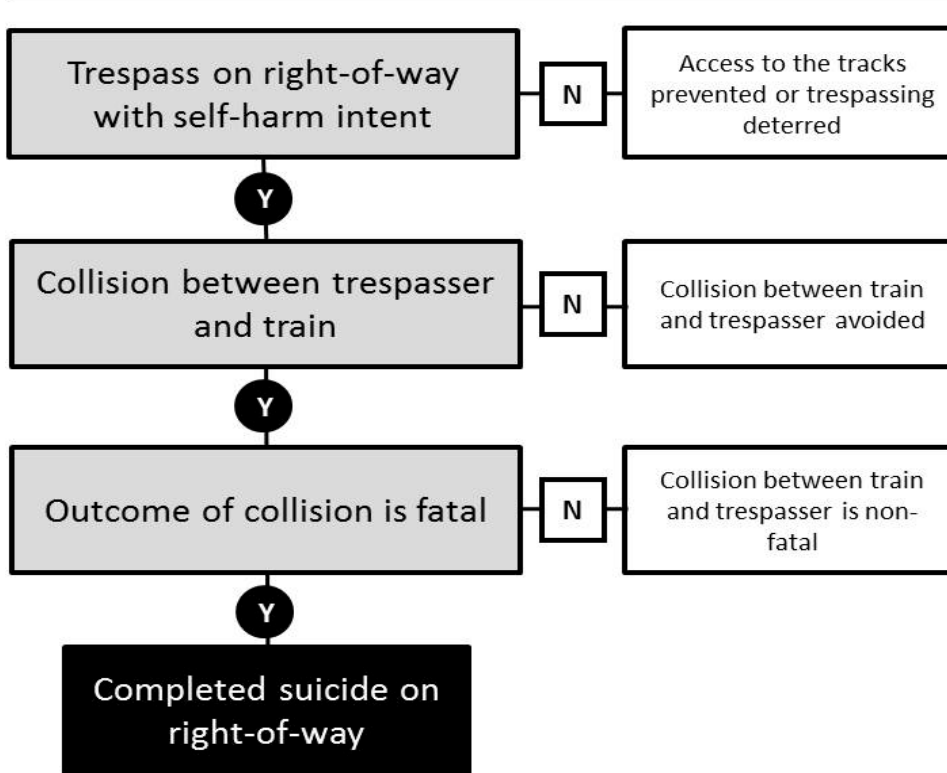 Trespass on right-of-way
with self-harm intent
N
Access to the tracks
prevented or trespassing
deterred
Y
Collision between trespasser
and train
N
Collision between train
and trespasser avoided
Y
Outcome of collision is fatal
N
Collision between train
and trespasser is non-
fatal
Y
Completed suicide on
right-of-way